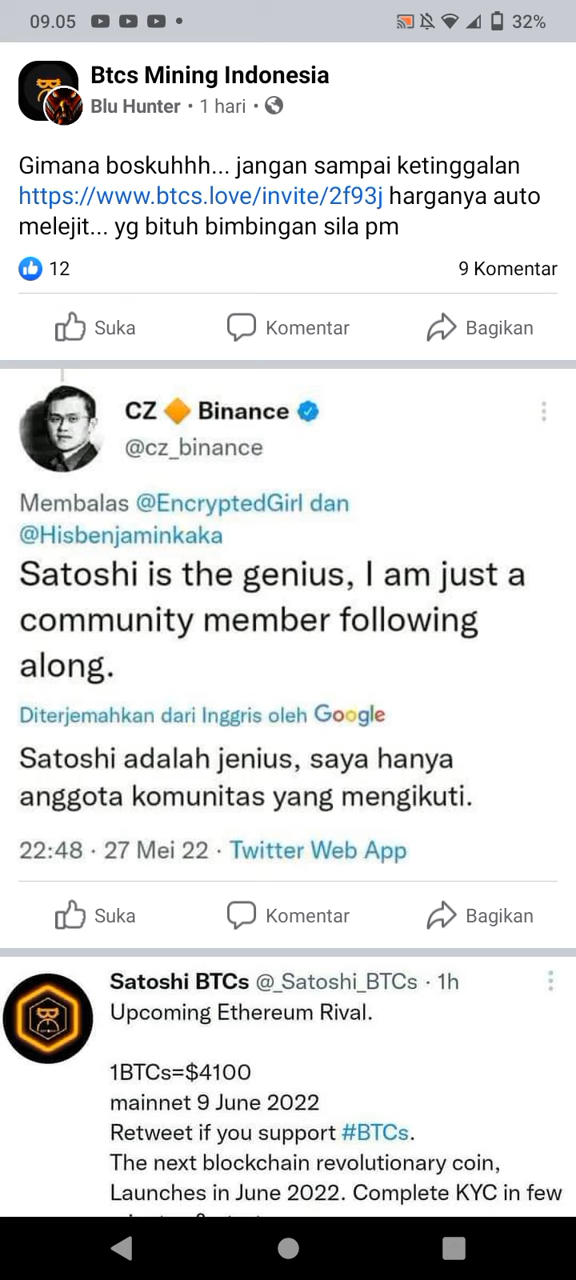 09.05
32%
Btcs Mining Indonesia
Blu Hunter • 1 hari •
Gimana boskuhhh... jangan sampai ketinggalan
https://www.btcs.love/invite/2f93j harganya auto
melejit... yg bituh bimbingan sila pm
12
9 Komentar
Suka
Komentar
Bagikan
CZ 🔶 Binance
@cz_binance
Membalas @EncryptedGirl dan
@Hisbenjaminkaka
Satoshi is the genius, I am just a
community member following
along.
Diterjemahkan dari Inggris oleh Google
Satoshi adalah jenius, saya hanya
anggota komunitas yang mengikuti.
22:48 · 27 Mei 22 · Twitter Web App
Suka
Komentar
Bagikan
Satoshi BTCs @_Satoshi_BTCs · 1h
Upcoming Ethereum Rival.
1BTCs=$4100
mainnet 9 June 2022
Retweet if you support #BTCs.
The next blockchain revolutionary coin,
Launches in June 2022. Complete KYC in few